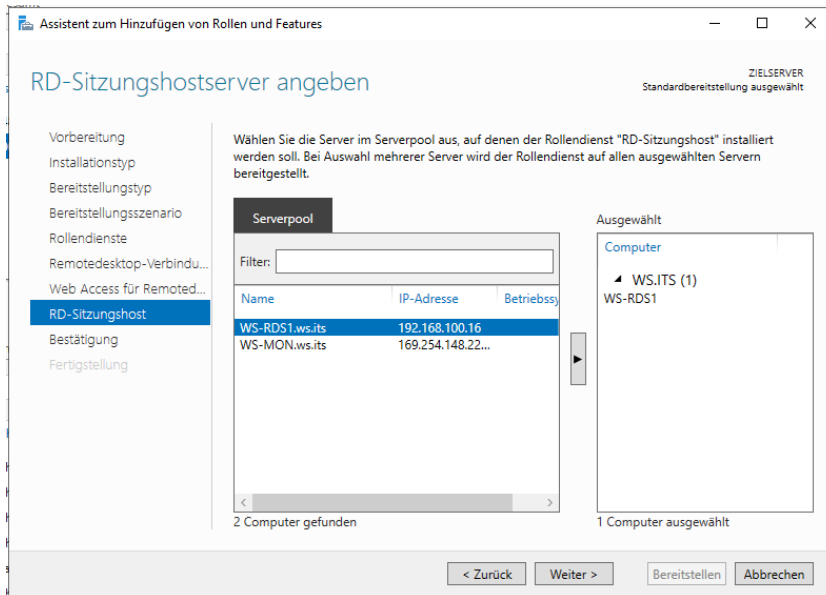 Assistent zum Hinzufügen von Rollen und Features
RD-Sitzungshostserver angeben
ZIELSERVER
Standardbereitstellung ausgewählt
Vorbereitung
Installationstyp
Bereitstellungstyp
Bereitstellungsszenario
Rollendienste
Remotedesktop-Verbindu...
Web Access für Remoted...
RD-Sitzungshost
Bestätigung
Fertigstellung
Wählen Sie die Server im Serverpool aus, auf denen der Rollendienst "RD-Sitzungshost" installiert
werden soll. Bei Auswahl mehrerer Server wird der Rollendienst auf allen ausgewählten Servern
bereitgestellt.
Serverpool
Filter:
Name IP-Adresse Betriebssy
WS-RDS1.ws.its 192.168.100.16
WS-MON.ws.its 169.254.148.22...
2 Computer gefunden
Ausgewählt
Computer
WS.ITS (1)
WS-RDS1
1 Computer ausgewählt
< Zurück Weiter > Bereitstellen Abbrechen